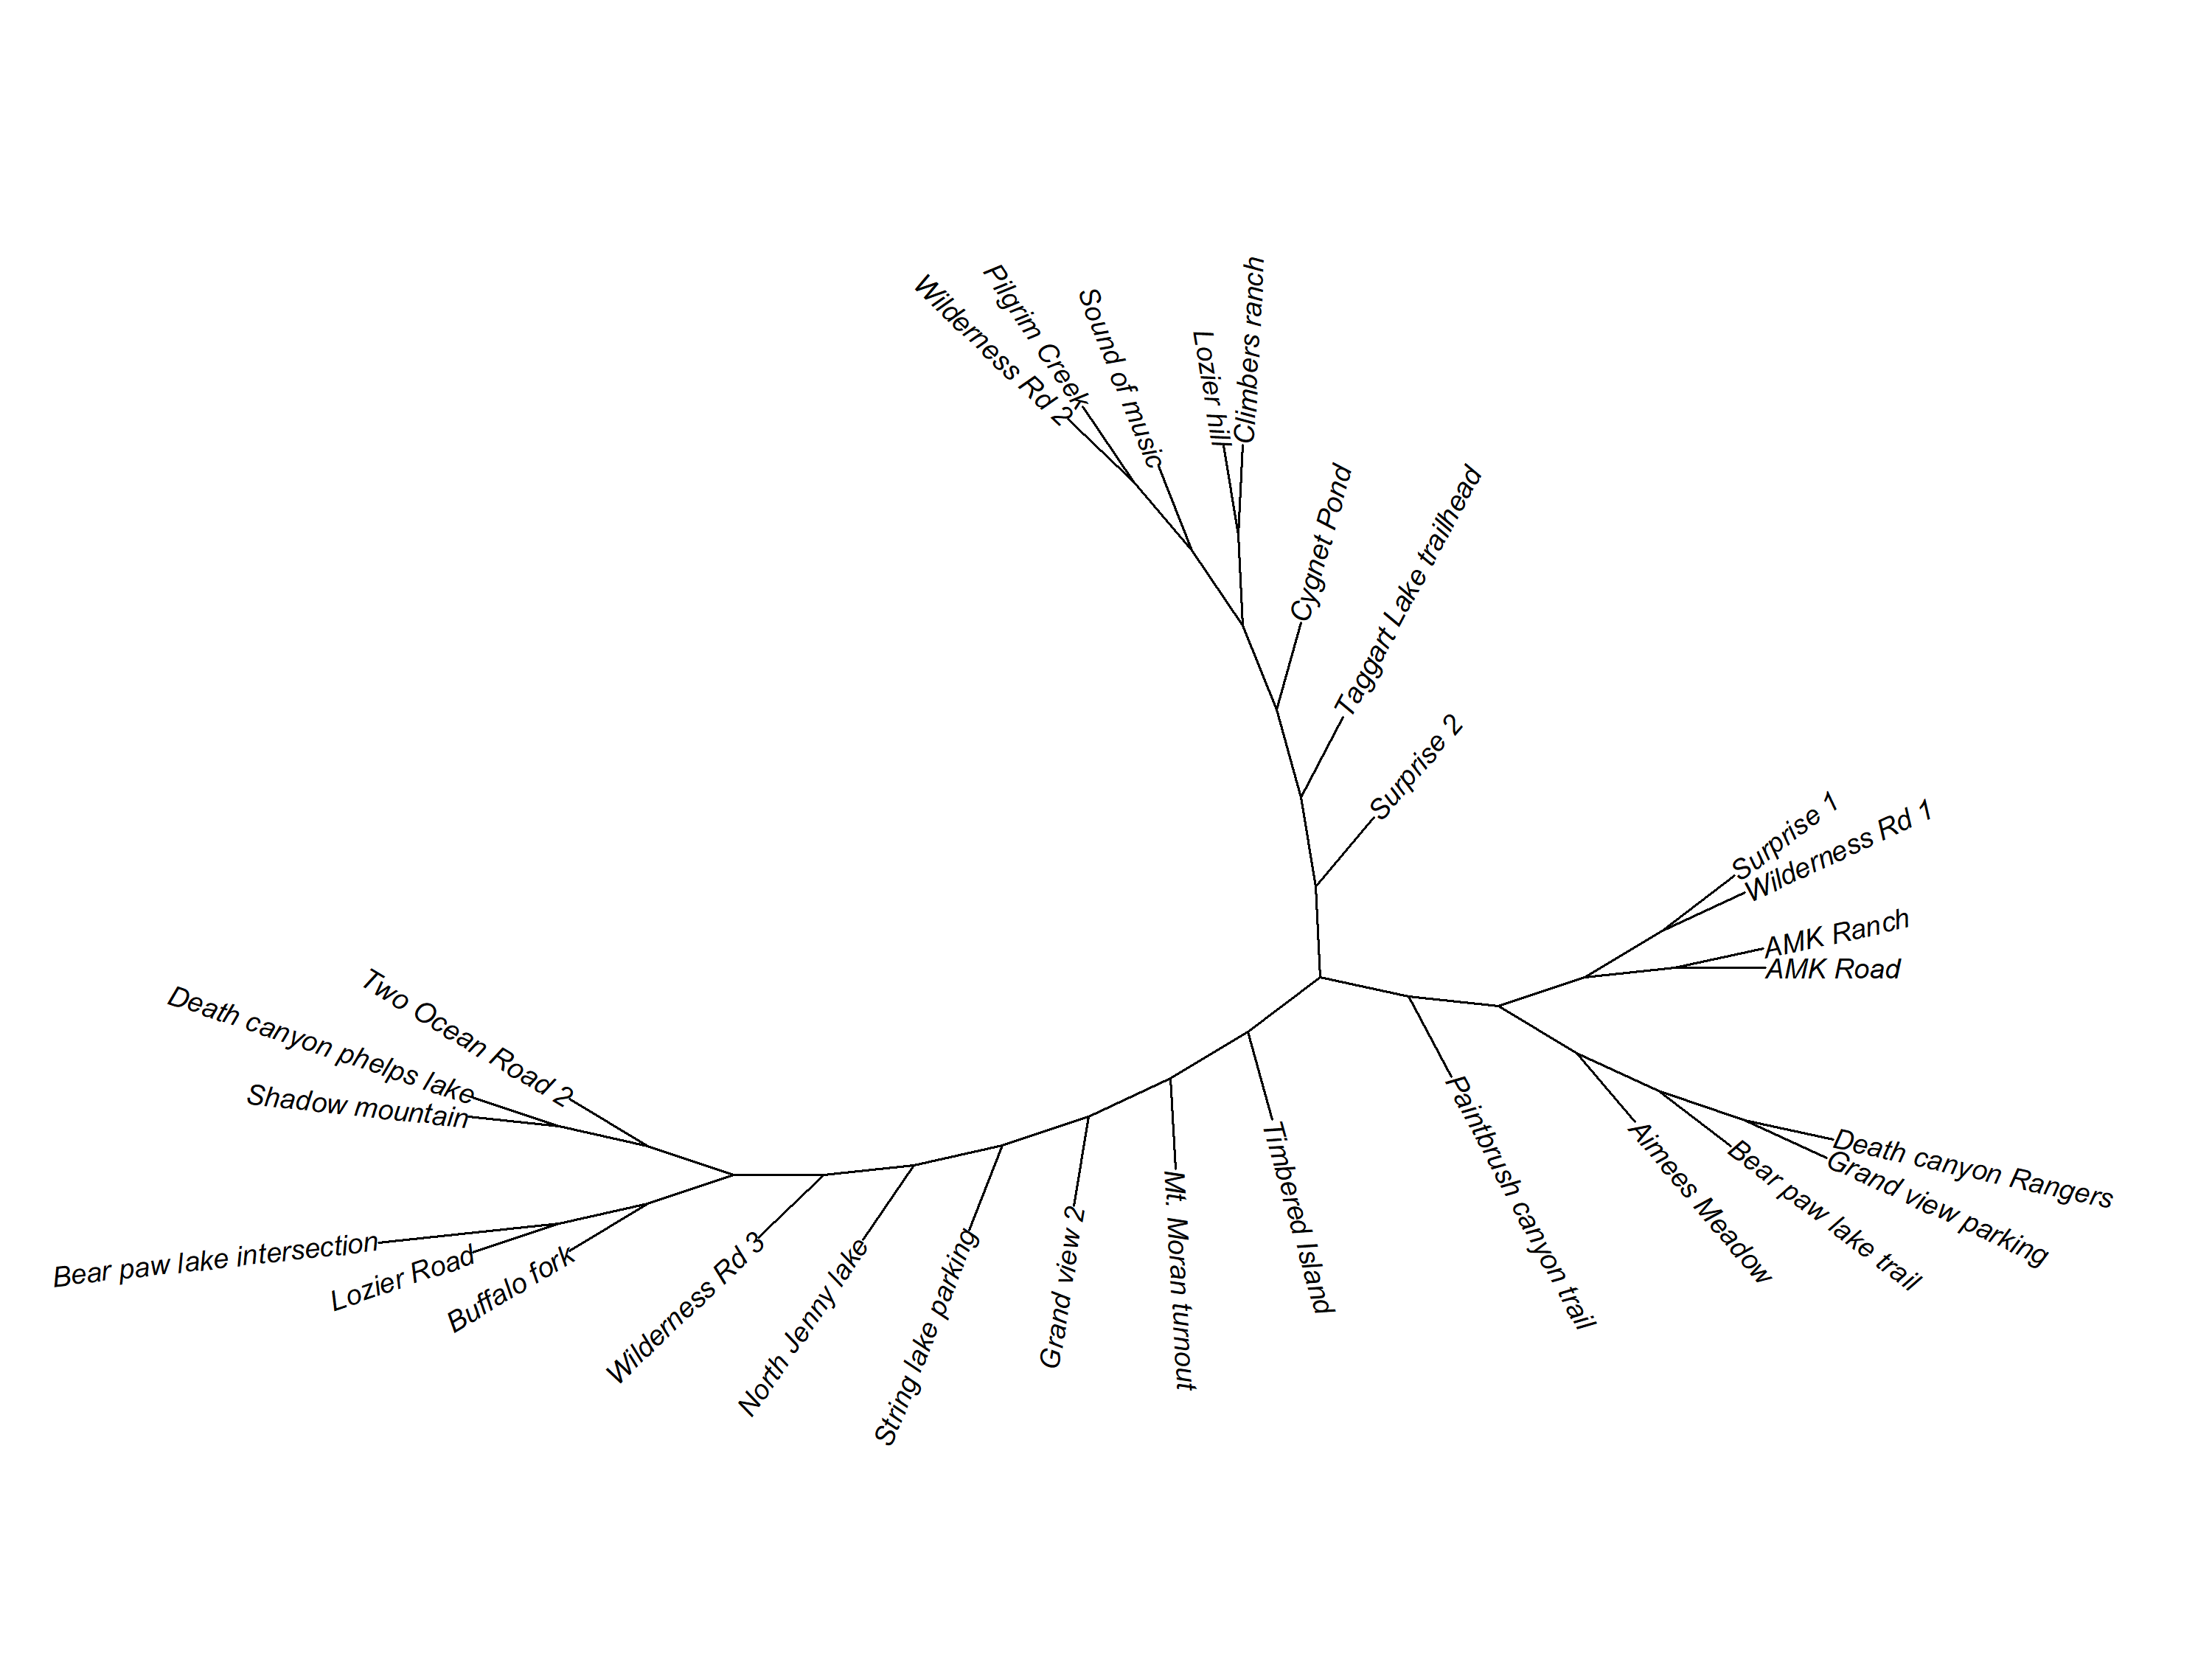 Climbers ranch
Pilgrim Creek
Wilderness Rd 2
Sound of music
Lozier hill
Cygnet Pond
Taggart Lake trailhead
Surprise 2
Surprise 1
Wilderness Rd 1
AMK Ranch
AMK Road
Two Ocean Road 2
Death canyon phelps lake
Shadow mountain
Bear paw lake intersection
Lozier Road
Buffalo fork
Wilderness Rd 3
North Jenny lake
String lake parking
Grand view 2
Mt. Moran turnout
Timbered Island
Paintbrush canyon trail
Aimees Meadow
Bear paw lake trail
Grand view parking
Death canyon Rangers